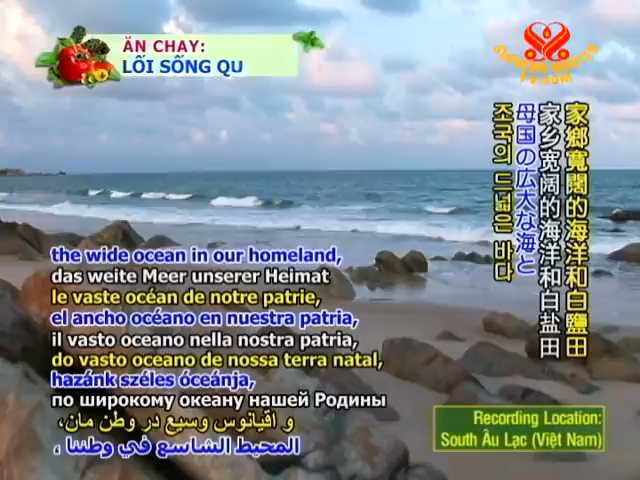 ĂN CHAY:
LỐI SỐNG QU
SUPREME MASTER
TV.COM
家鄉寬闊的海洋和白鹽田
家乡宽阔的海洋和白盐田
母国の広大な海と
조국의 드넓은 바다
the wide ocean in our homeland,
das weite Meer unserer Heimat
le vaste océan de notre patrie,
el ancho océano en nuestra patria,
il vasto oceano nella nostra patria,
do vasto oceano de nossa terra natal,
hazánk széles óceánja,
по широкому океану нашей Родины
و اقیانوس وسیع در وطن مان،
المحيط الشاسع في وطننا ،
Recording Location:
South Âu Lạc (Việt Nam)